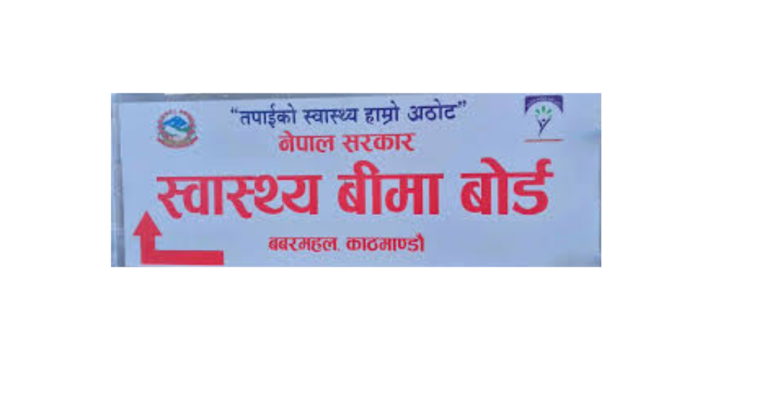 “तपाईको स्वास्थ्य हाम्रो अठोट”
नेपाल सरकार
स्वास्थ्य बीमा बोर्ड
बबरमहल, काठमाण्डौ